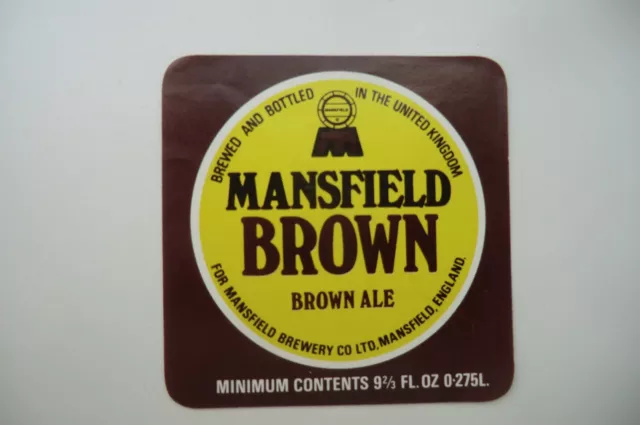 BREWED AND BOTTLED IN THE UNITED KINGDOM
MANSFIELD
MANSFIELD
BROWN
BROWN ALE
FOR MANSFIELD BREWERY CO LTD, MANSFIELD, ENGLAND.
MINIMUM CONTENTS 9⅔ FL. OZ 0·275L.